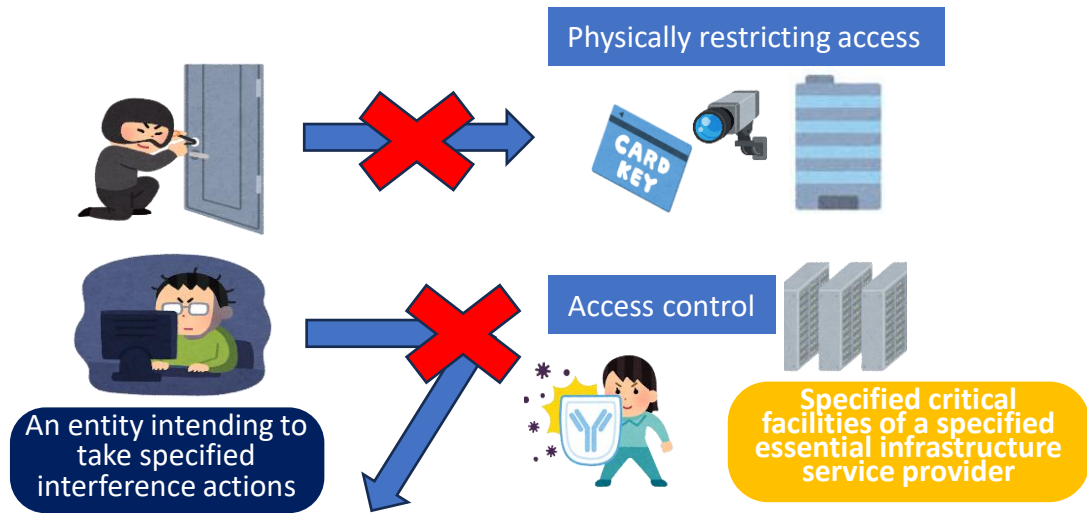 Physically restricting access
CARD
KEY
Access control
An entity intending to
take specified
interference actions
Specified critical
facilities of a specified
essential infrastructure
service provider